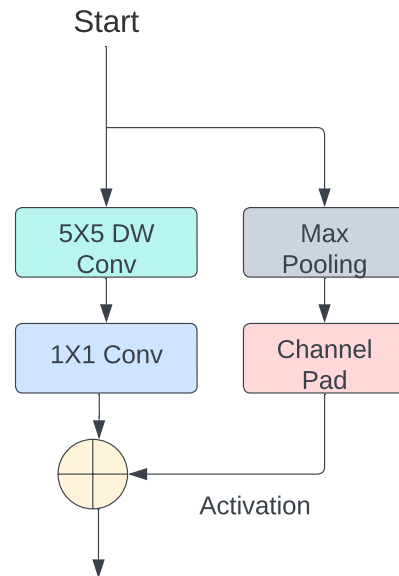 Start
5X5 DW
Conv
Max
Pooling
1X1 Conv
Channel
Pad
Activation